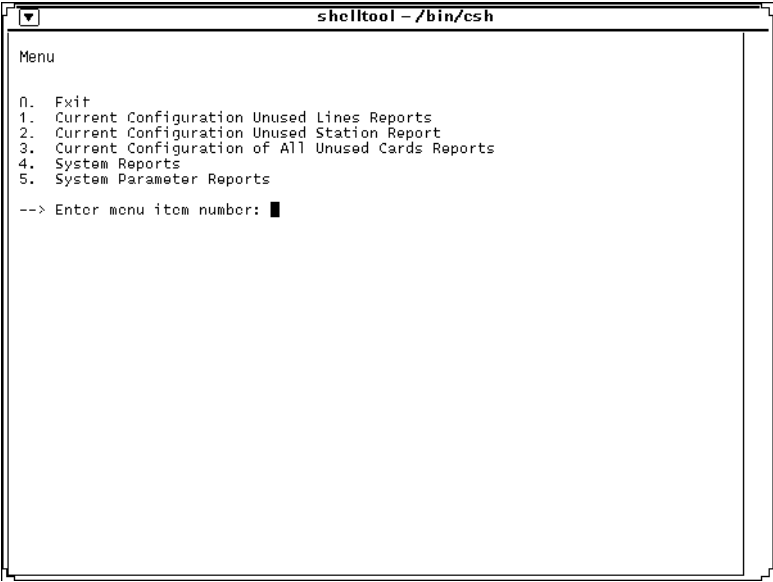 shelltool - /bin/csh
Menu
0. Exit
1. Current Configuration Unused Lines Reports
2. Current Configuration Unused Station Report
3. Current Configuration of All Unused Cards Reports
4. System Reports
5. System Parameter Reports
--> Enter menu item number: